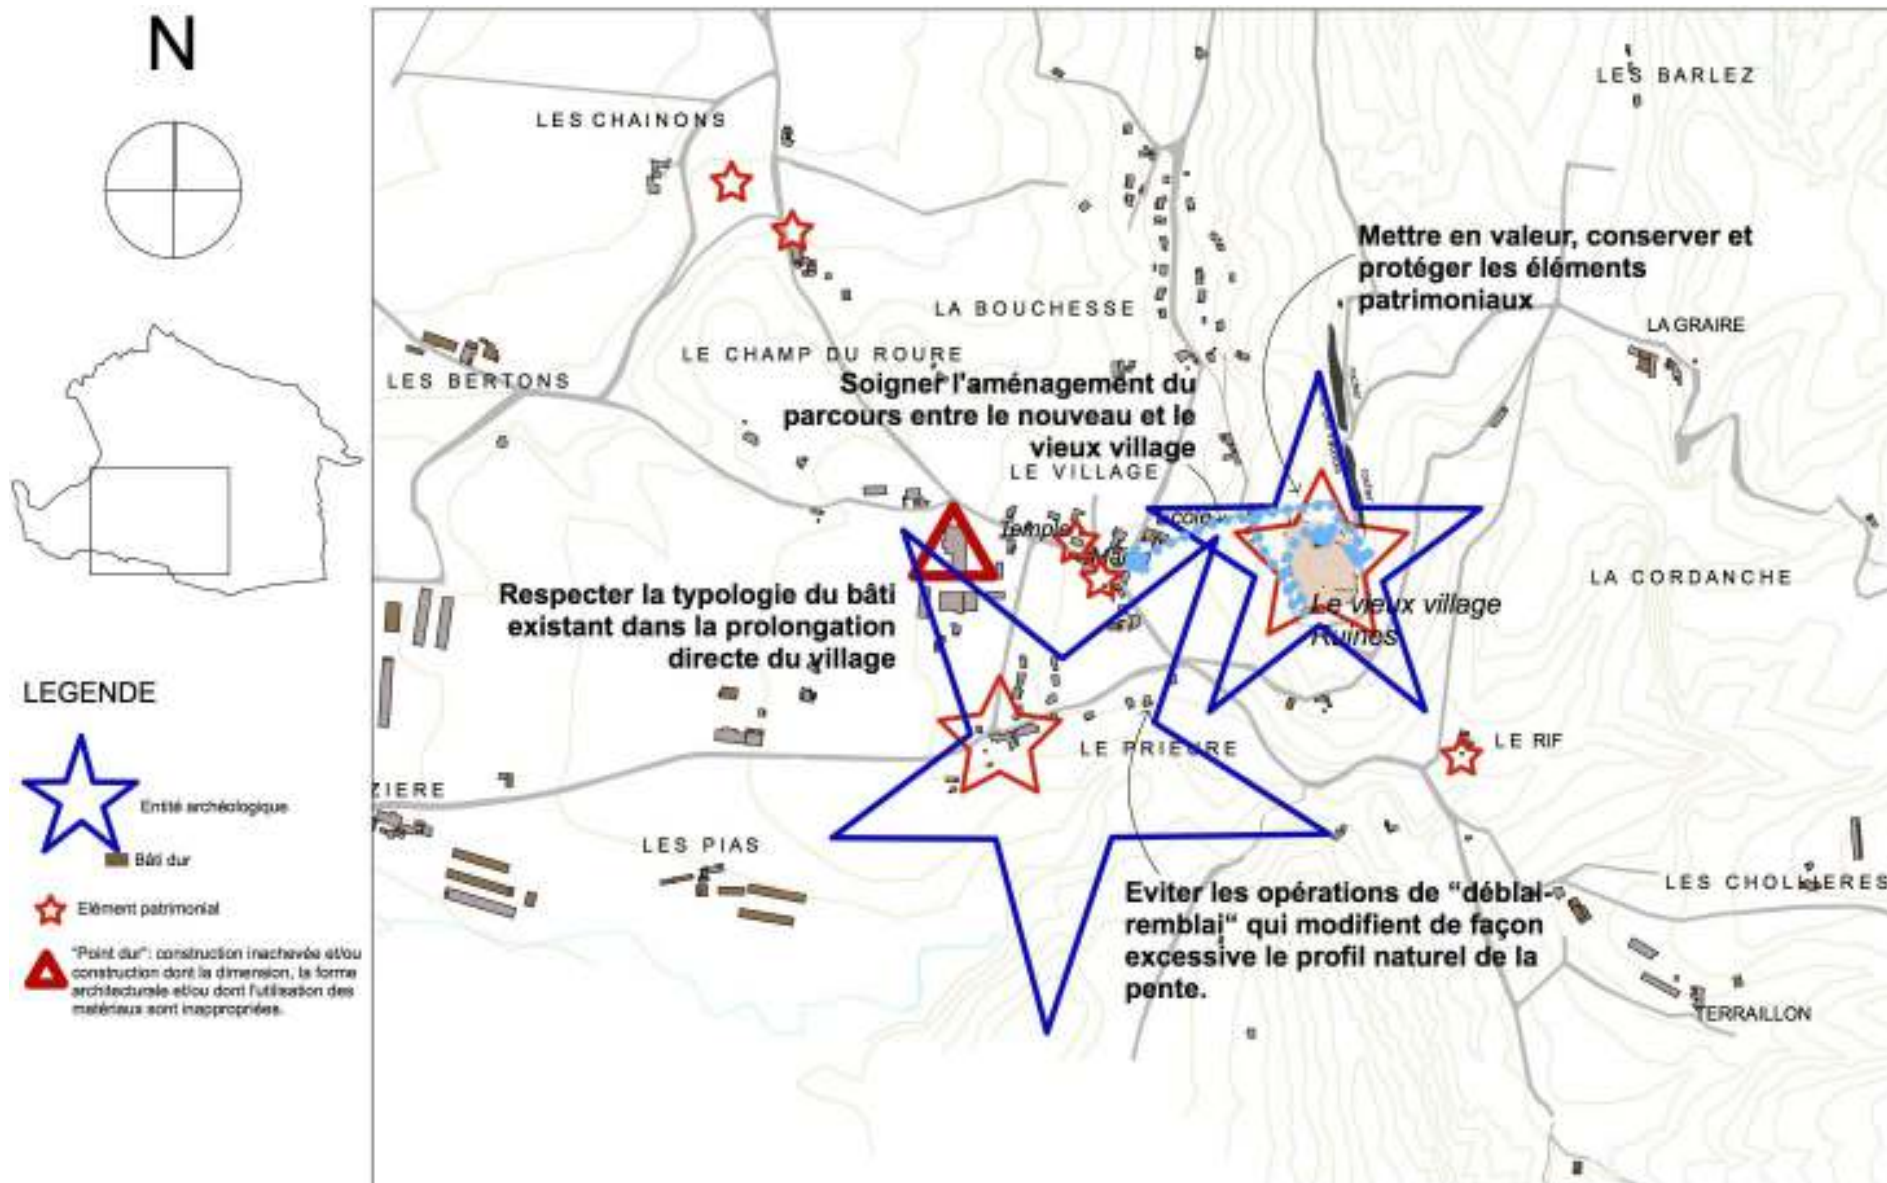 N
LEGENDE
Entité archéologique
Bâti dur
Elément patrimonial
"Point dur": construction inachevée et/ou
construction dont la dimension, la forme
architecturale et/ou dont l'utilisation des
matériaux sont inappropriées.
LES BARLEZ
LES CHAINONS
Mettre en valeur, conserver et
protéger les éléments
patrimoniaux
LA BOUCHESSE
LA GRAIRE
LE CHAMP DU ROURE
LES BERTONS
Soigner l'aménagement du
parcours entre le nouveau et le
vieux village
LE VILLAGE
rocher
rocher
Temple
Ecole
Mai
LA CORDANCHE
Respecter la typologie du bâti
existant dans la prolongation
directe du village
Le vieux village
Ruines
LE PRIEURE
LE RIF
ZIERE
LES PIAS
LES CHOLLIERES
Eviter les opérations de "déblai-
remblai" qui modifient de façon
excessive le profil naturel de la
pente.
TERRAILLON